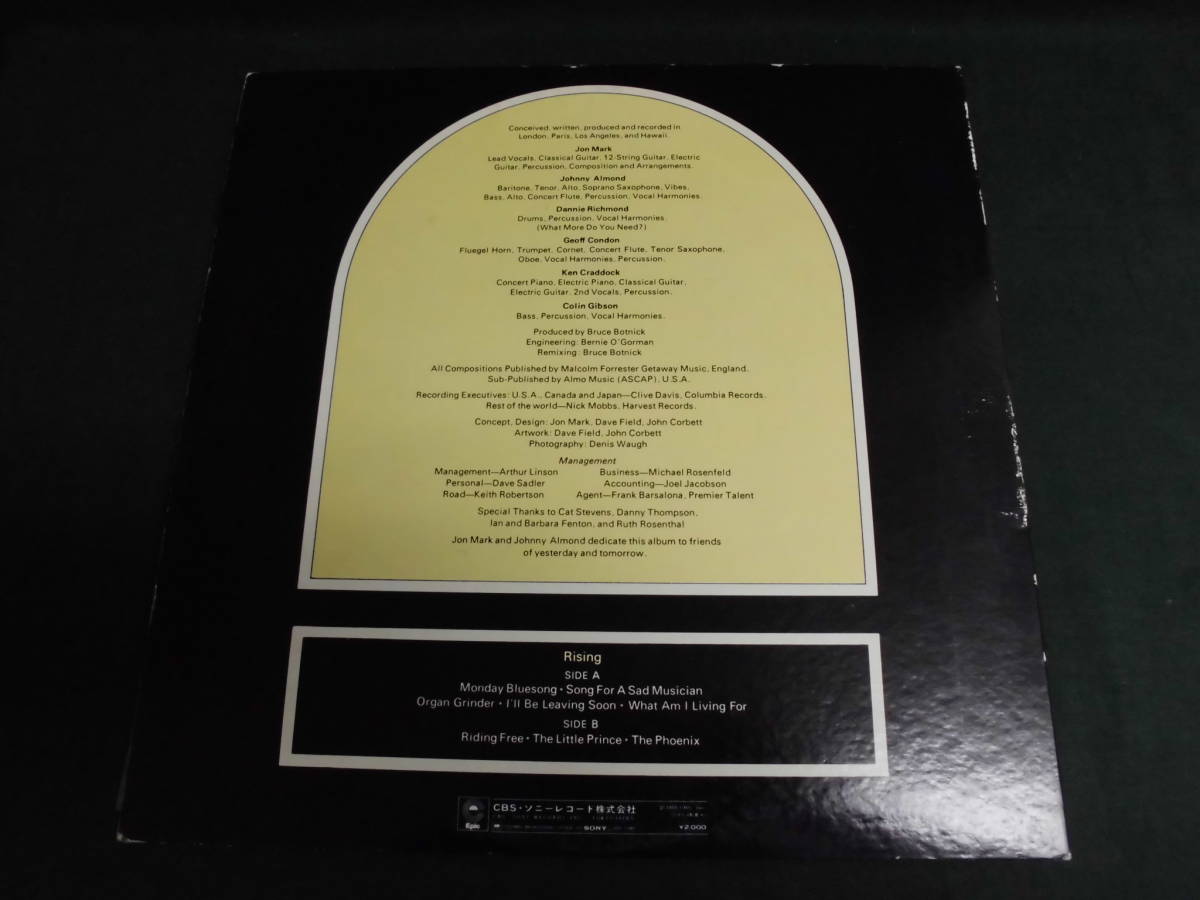 Conceived, written, produced and recorded in
London, Paris, Los Angeles, and Hawaii.
Jon Mark
Lead Vocals, Classical Guitar, 12-String Guitar, Electric
Guitar, Percussion, Composition and Arrangements.
Johnny Almond
Baritone, Tenor, Alto, Soprano Saxophone, Vibes,
Bass, Alto, Concert Flute, Percussion, Vocal Harmonies.
Dannie Richmond
Drums, Percussion, Vocal Harmonies.
(What More Do You Need?)
Geoff Condon
Fluegel Horn, Trumpet, Cornet, Concert Flute, Tenor Saxophone,
Oboe, Vocal Harmonies, Percussion.
Ken Craddock
Concert Piano, Electric Piano, Classical Guitar,
Electric Guitar, 2nd Vocals, Percussion.
Colin Gibson
Bass, Percussion, Vocal Harmonies.
Produced by Bruce Botnick
Engineering: Bernie O'Gorman
Remixing: Bruce Botnick
All Compositions Published by Malcolm Forrester Getaway Music, England.
Sub-Published by Almo Music (ASCAP), U.S.A.
Recording Executives: U.S.A., Canada and Japan—Clive Davis, Columbia Records.
Rest of the world—Nick Mobbs, Harvest Records.
Concept, Design: Jon Mark, Dave Field, John Corbett
Artwork: Dave Field, John Corbett
Photography: Denis Waugh
Management
Management—Arthur Linson Business—Michael Rosenfeld
Personal—Dave Sadler Accounting—Joel Jacobson
Road—Keith Robertson Agent—Frank Barsalona, Premier Talent
Special Thanks to Cat Stevens, Danny Thompson,
Ian and Barbara Fenton, and Ruth Rosenthal
Jon Mark and Johnny Almond dedicate this album to friends
of yesterday and tomorrow.
Rising
SIDE A
Monday Bluesong • Song For A Sad Musician
Organ Grinder • I'll Be Leaving Soon • What Am I Living For
SIDE B
Riding Free • The Little Prince • The Phoenix
CBS・ソニーレコード株式会社
Epic
SONY
¥2,000